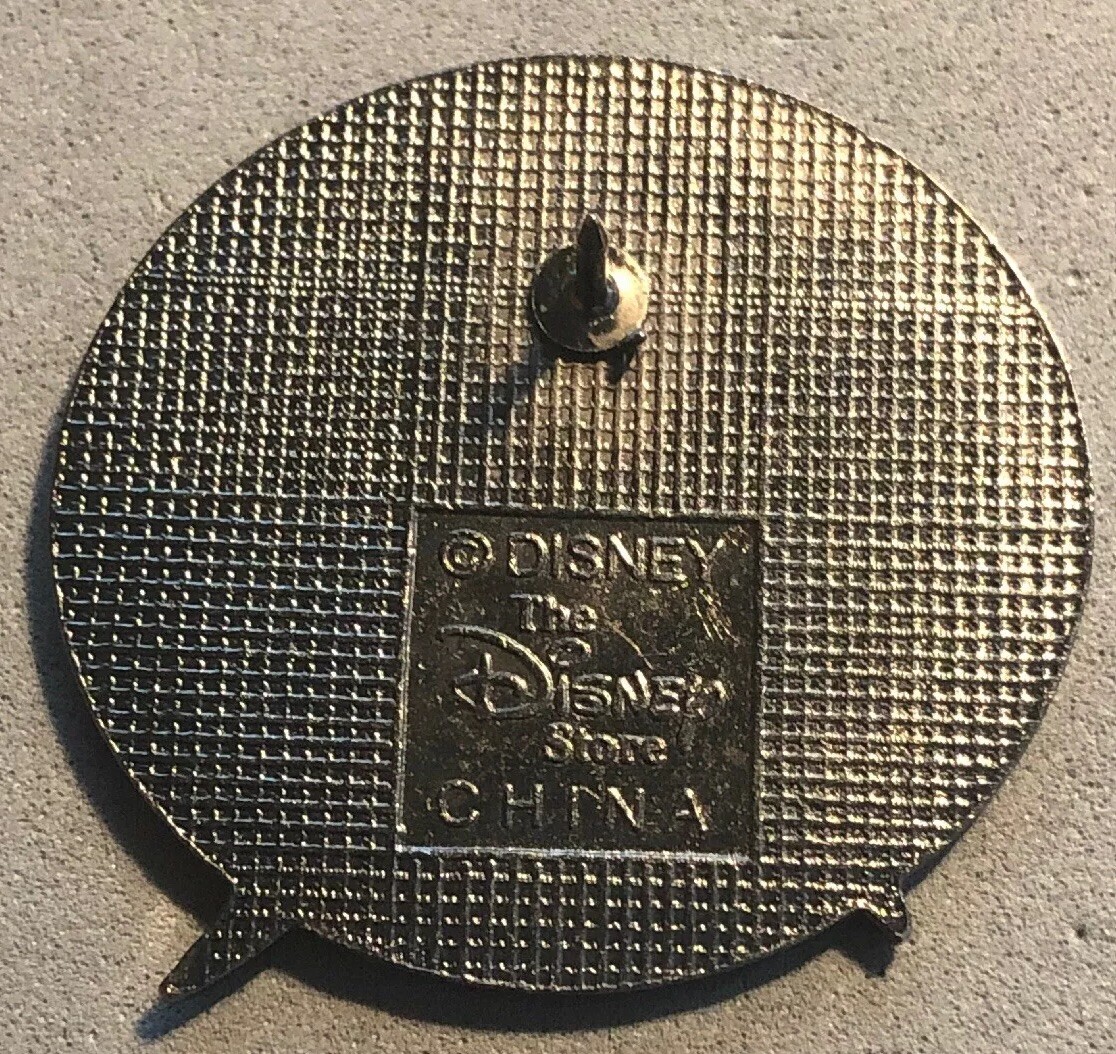 © DISNEY
The
DISNEY
Store
CHINA